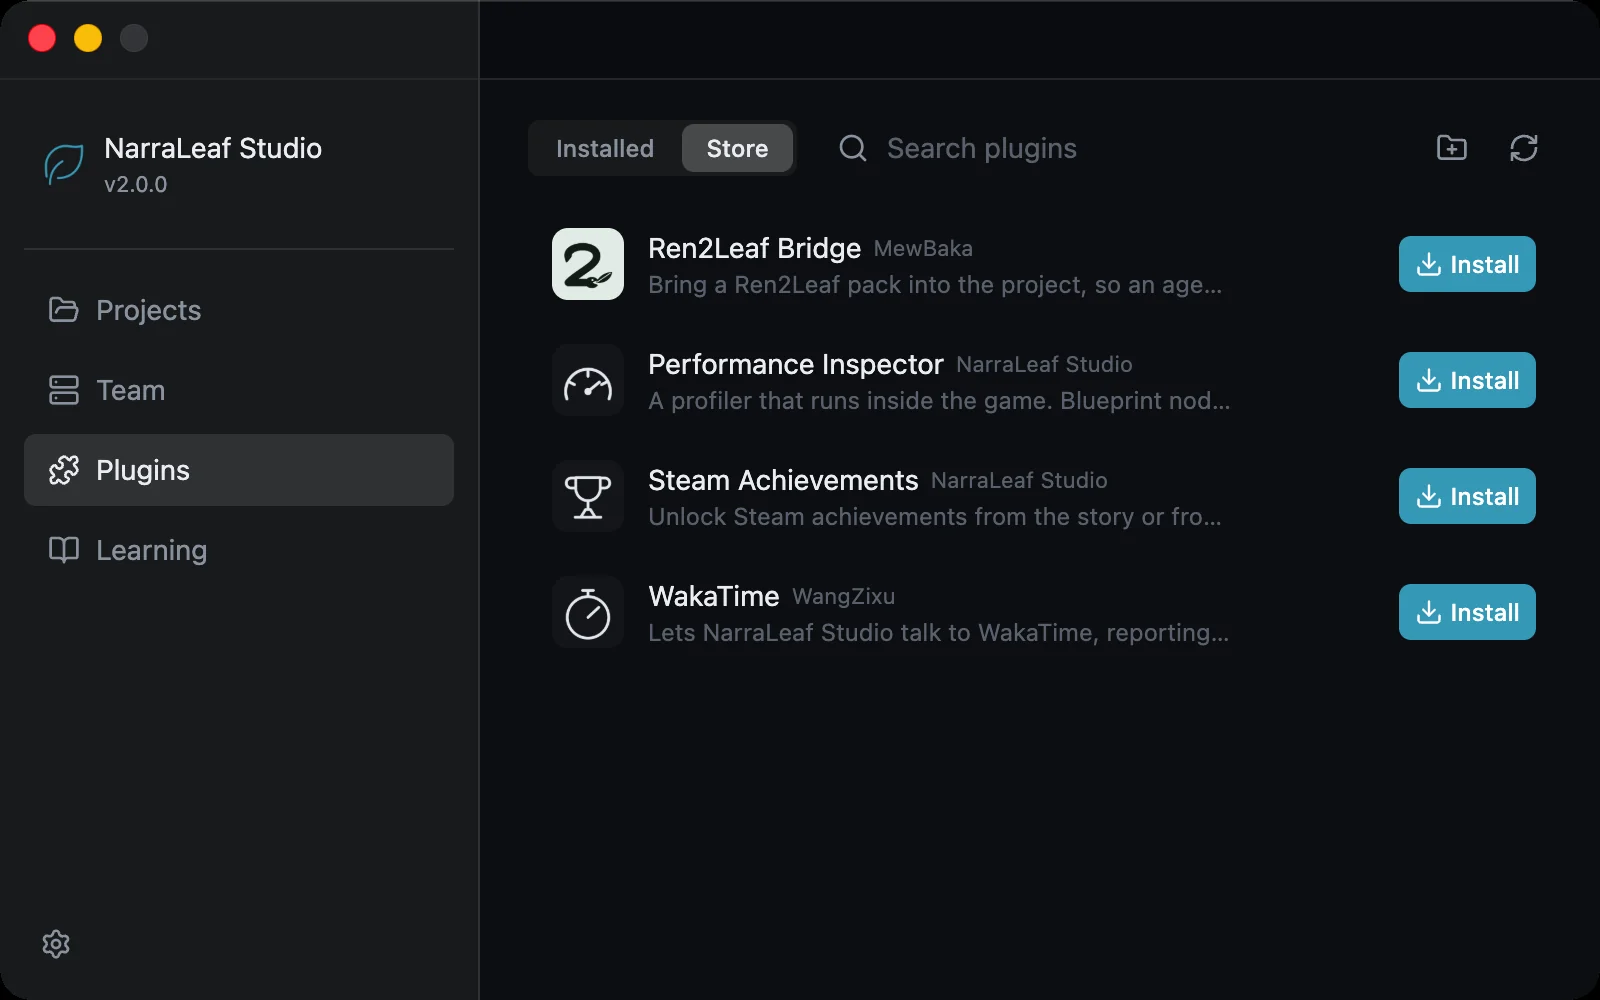 NarraLeaf Studio
v2.0.0
Projects
Team
Plugins
Learning
Installed
Store
Search plugins
Ren2Leaf Bridge MewBaka
Bring a Ren2Leaf pack into the project, so an age...
Install
Performance Inspector NarraLeaf Studio
A profiler that runs inside the game. Blueprint nod...
Install
Steam Achievements NarraLeaf Studio
Unlock Steam achievements from the story or fro...
Install
WakaTime WangZixu
Lets NarraLeaf Studio talk to WakaTime, reporting...
Install